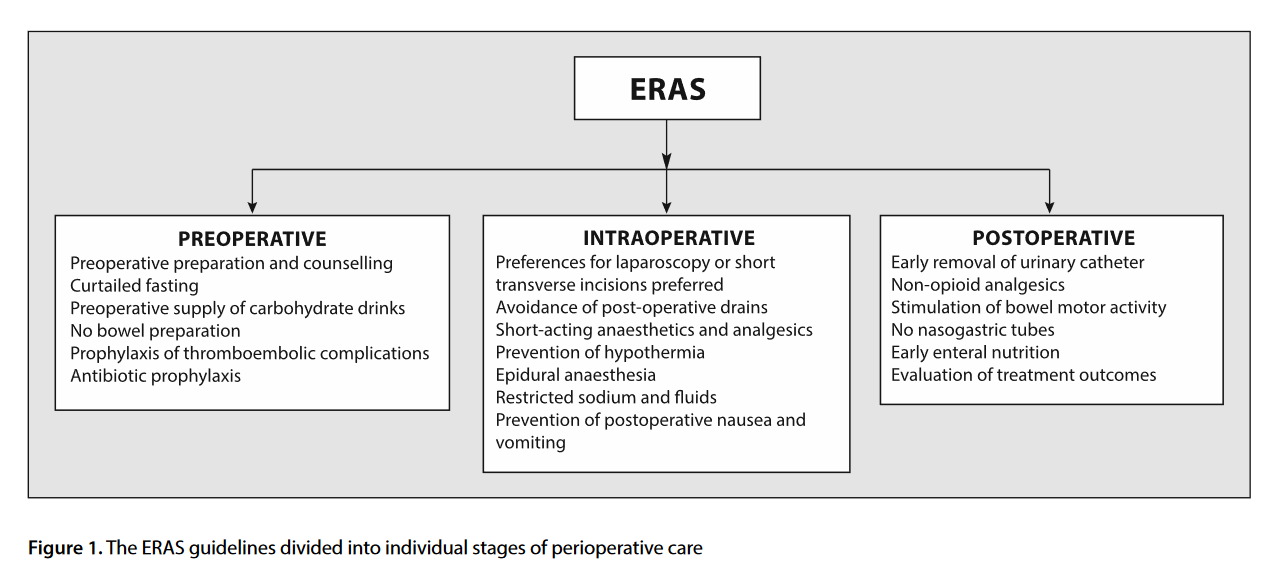 ERAS
PREOPERATIVE
Preoperative preparation and counselling
Curtailed fasting
Preoperative supply of carbohydrate drinks
No bowel preparation
Prophylaxis of thromboembolic complications
Antibiotic prophylaxis
INTRAOPERATIVE
Preferences for laparoscopy or short
transverse incisions preferred
Avoidance of post-operative drains
Short-acting anaesthetics and analgesics
Prevention of hypothermia
Epidural anaesthesia
Restricted sodium and fluids
Prevention of postoperative nausea and
vomiting
POSTOPERATIVE
Early removal of urinary catheter
Non-opioid analgesics
Stimulation of bowel motor activity
No nasogastric tubes
Early enteral nutrition
Evaluation of treatment outcomes
Figure 1. The ERAS guidelines divided into individual stages of perioperative care